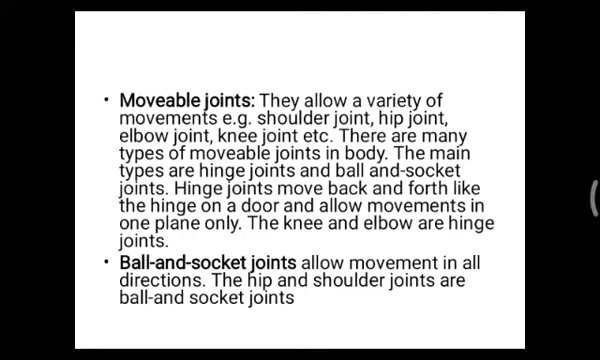 • Moveable joints: They allow a variety of
movements e.g. shoulder joint, hip joint,
elbow joint, knee joint etc. There are many
types of moveable joints in body. The main
types are hinge joints and ball and-socket
joints. Hinge joints move back and forth like
the hinge on a door and allow movements in
one plane only. The knee and elbow are hinge
joints.
• Ball-and-socket joints allow movement in all
directions. The hip and shoulder joints are
ball-and socket joints